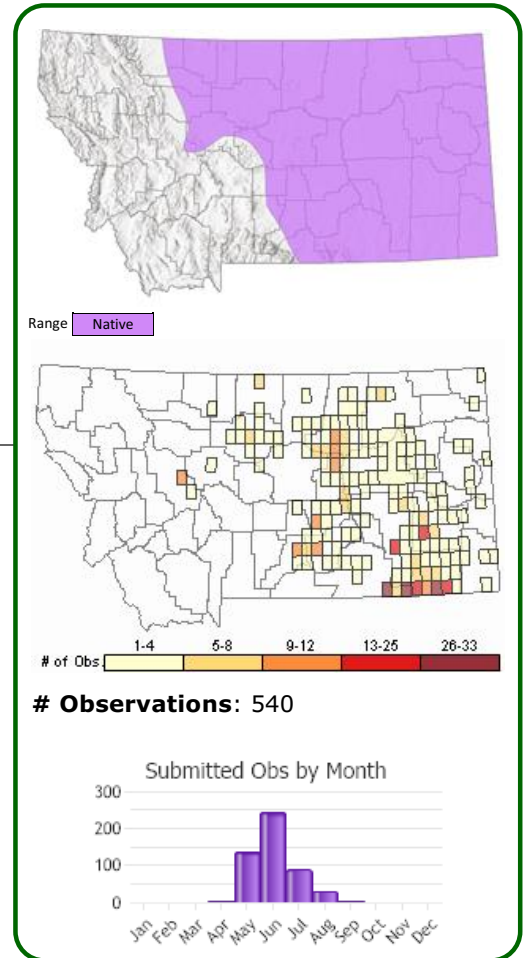 Range Native
1-4 5-8 9-12 13-25 26-33
# of Obs.
# Observations: 540
Submitted Obs by Month
300
200
100
0
Jan Feb Mar Apr May Jun Jul Aug Sep Oct Nov Dec